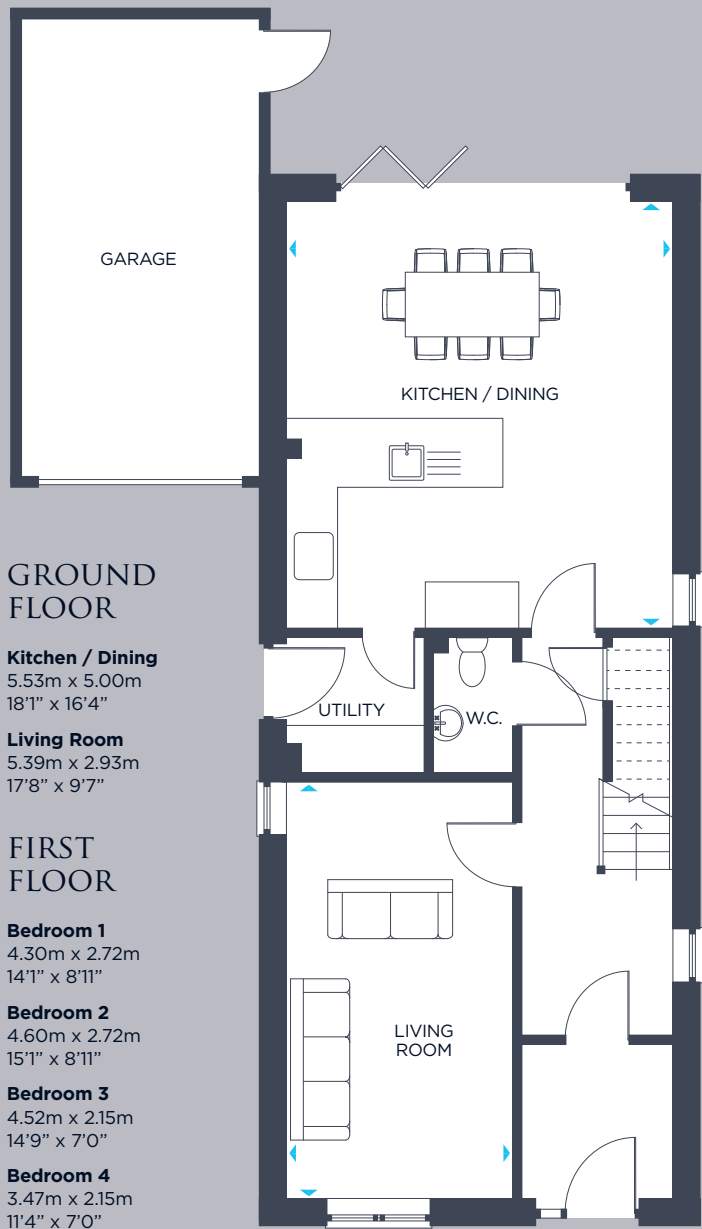 GARAGE
KITCHEN / DINING
UTILITY
W.C.
LIVING
ROOM
GROUND
FLOOR
Kitchen / Dining
5.53m x 5.00m
18’1” x 16’4”
Living Room
5.39m x 2.93m
17’8” x 9’7”
FIRST
FLOOR
Bedroom 1
4.30m x 2.72m
14’1” x 8’11”
Bedroom 2
4.60m x 2.72m
15’1” x 8’11”
Bedroom 3
4.52m x 2.15m
14’9” x 7’0”
Bedroom 4
3.47m x 2.15m
11’4” x 7’0”